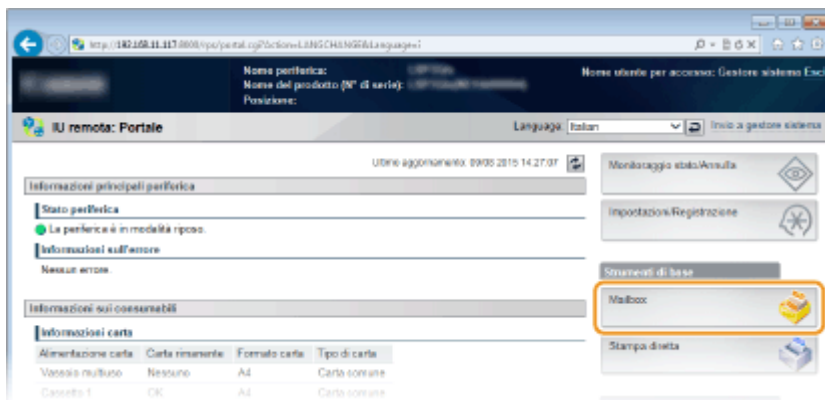 http://192.168.11.117:8000/rps/portal.cgi?Action=LANGCHANGE&Language=i
Nome periferica:
Nome del prodotto (N° di serie):
Posizione:
Nome utente per accesso: Gestore sistema
IU remota: Portale
Language: Italian
Invia a gestore sistema
Ultimo aggiornamento: 09/08 2015 14:27:07
Informazioni principali periferica
Stato periferica
La periferica è in modalità riposo.
Informazioni sull'errore
Nessun errore.
Informazioni sui consumabili
Informazioni carta
Alimentazione carta Carta rimanente Formato carta Tipo di carta
Vassoio multiuso Nessuno A4 Carta comune
Cassetto 1 OK A4 Carta comune
Monitoraggio stato/Annulla
Impostazioni/Registrazione
Strumenti di base
Mailbox
Stampa diretta